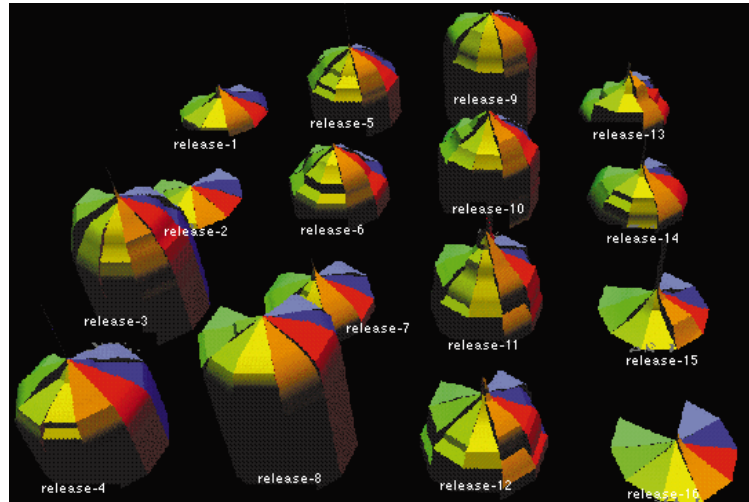 release-1
release-2
release-3
release-4
release-5
release-6
release-7
release-8
release-9
release-10
release-11
release-12
release-13
release-14
release-15
release-16